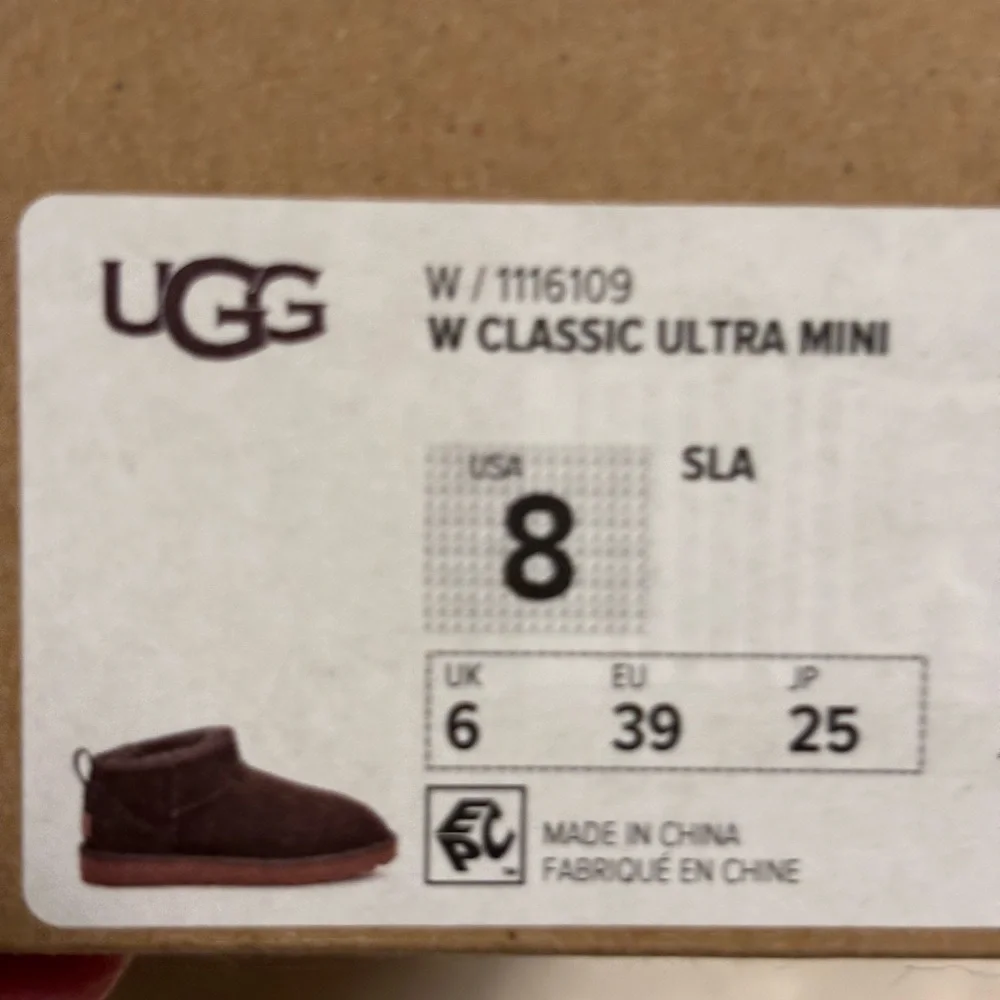 UGG
W / 1116109
W CLASSIC ULTRA MINI
USA
8
SLA
UK EU JP
6 39 25
EPC
MADE IN CHINA
FABRIQUÉ EN CHINE